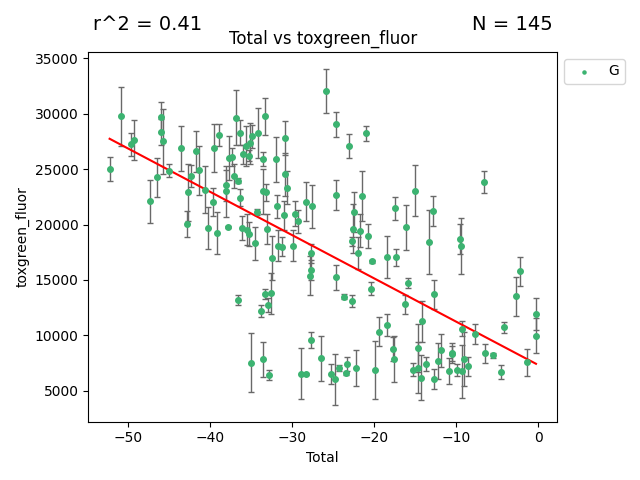 r^2 = 0.41
N = 145
Total vs toxgreen_fluor
G
toxgreen_fluor
35000
30000
25000
20000
15000
10000
5000
−50 −40 −30 −20 −10 0
Total